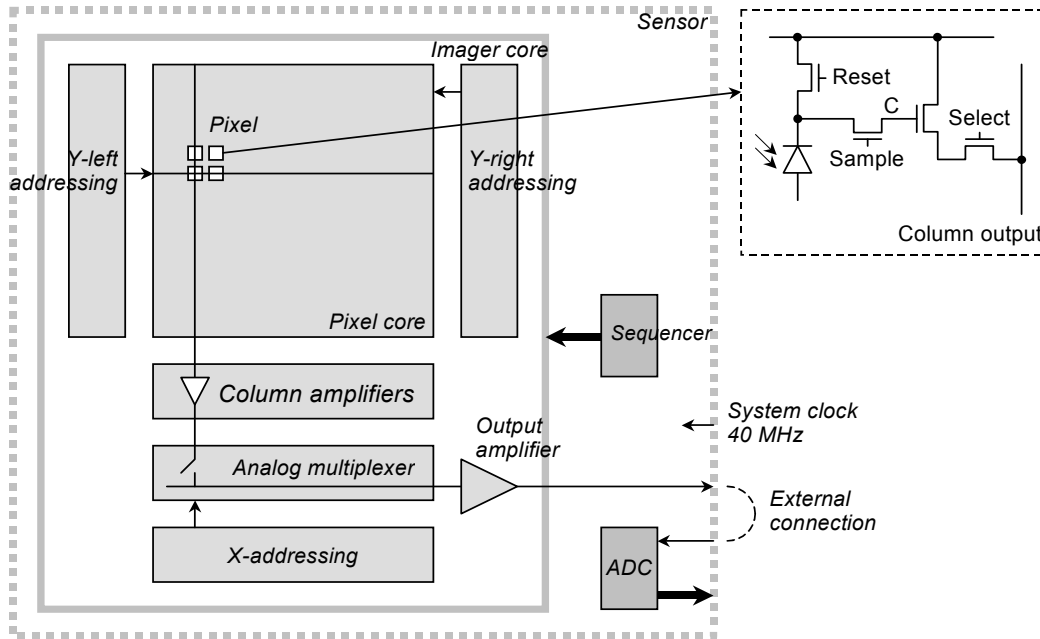 Sensor
Imager core
Reset
C
Select
Sample
Column output
Pixel
Y-left
addressing
Y-right
addressing
Pixel core
Sequencer
Column amplifiers
System clock
40 MHz
Output
amplifier
Analog multiplexer
External
connection
X-addressing
ADC